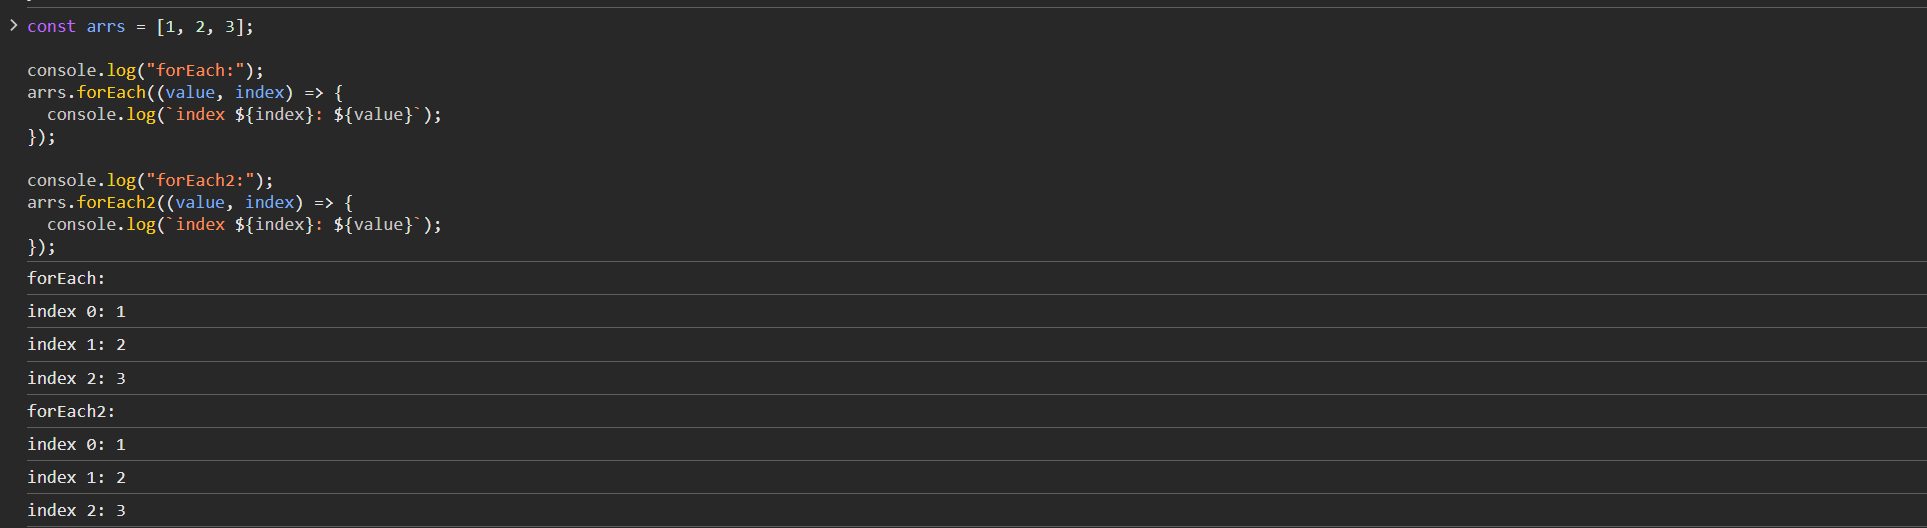 const arrs = [1, 2, 3];
console.log("forEach:");
arrs.forEach((value, index) => {
  console.log(`index ${index}: ${value}`);
});
console.log("forEach2:");
arrs.forEach2((value, index) => {
  console.log(`index ${index}: ${value}`);
});
forEach:
index 0: 1
index 1: 2
index 2: 3
forEach2:
index 0: 1
index 1: 2
index 2: 3